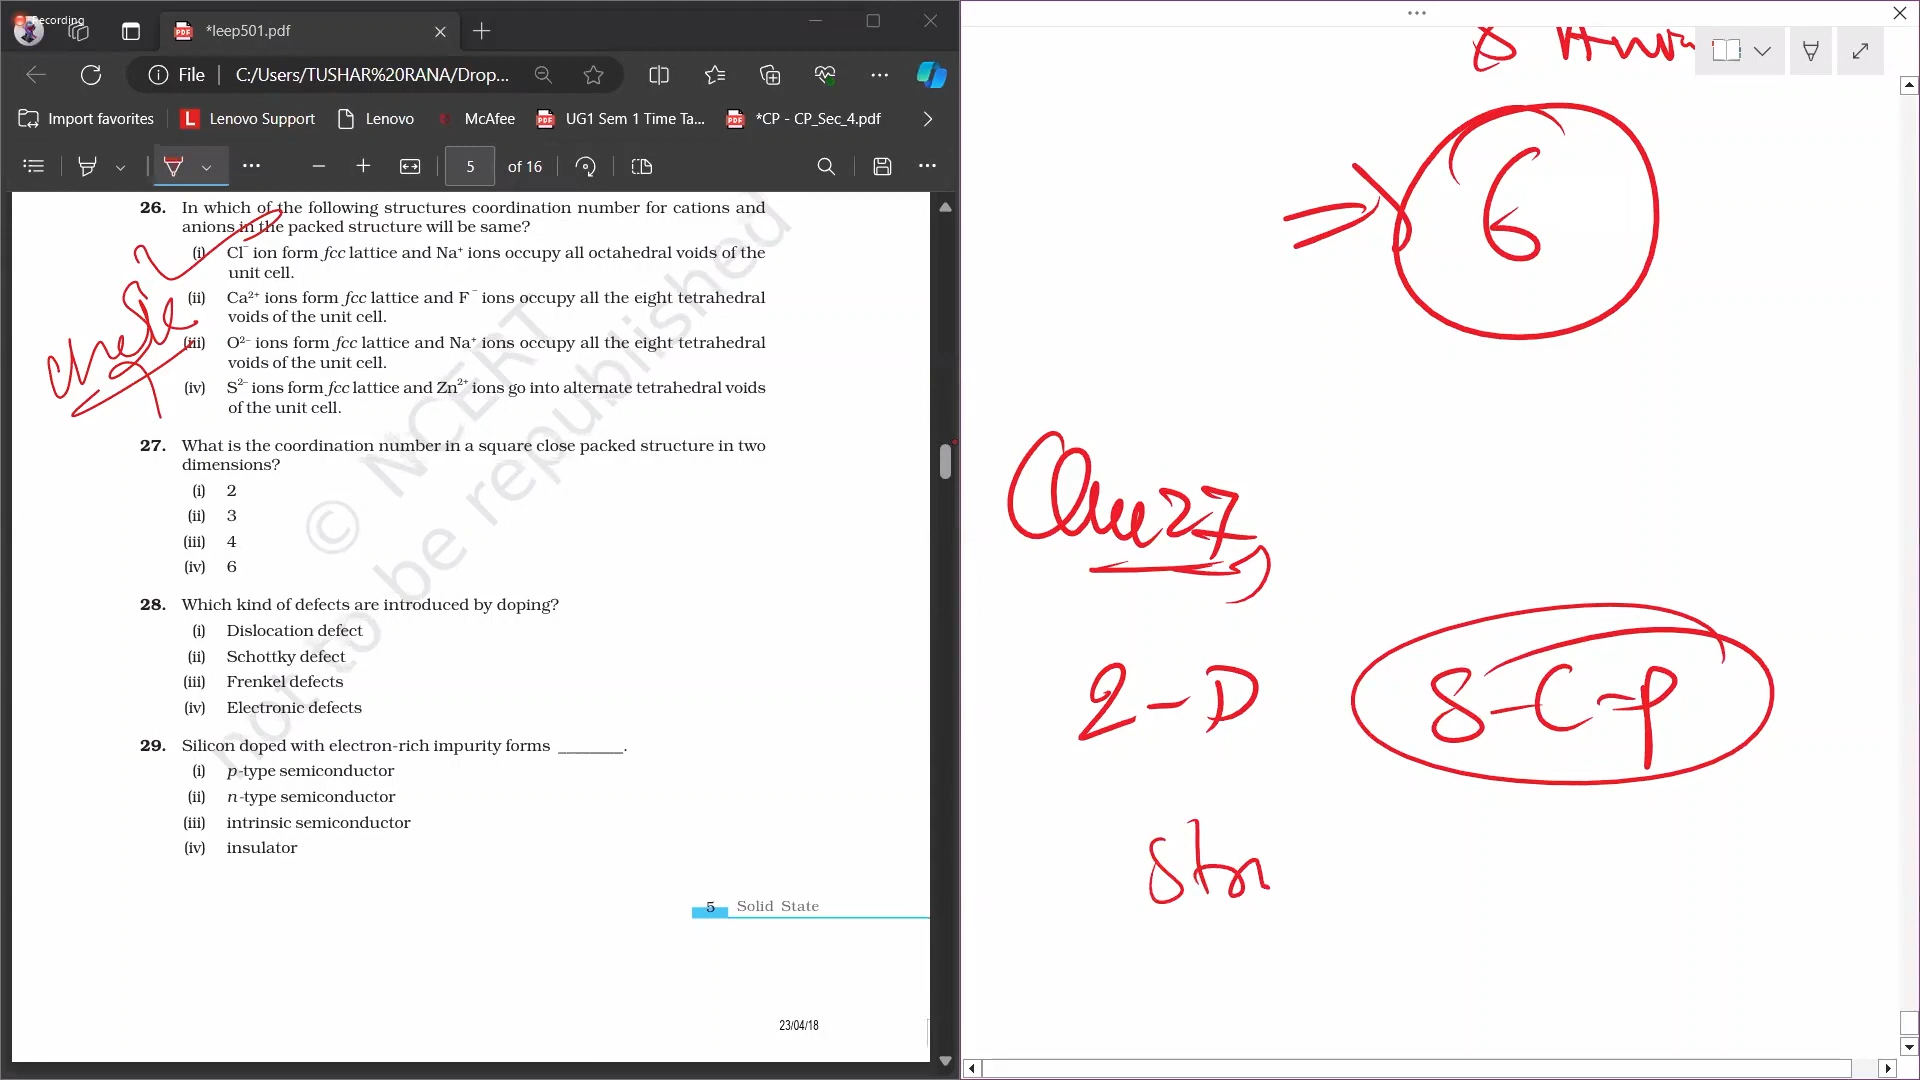 Recording
*leep501.pdf
File
C:/Users/TUSHAR%20RANA/Drop...
Import favorites
Lenovo Support
Lenovo
McAfee
UG1 Sem 1 Time Ta...
*CP - CP_Sec_4.pdf
5 of 16
26. In which of the following structures coordination number for cations and
anions in the packed structure will be same?
(i) Cl⁻ ion form fcc lattice and Na⁺ ions occupy all octahedral voids of the
unit cell.
(ii) Ca²⁺ ions form fcc lattice and F⁻ ions occupy all the eight tetrahedral
voids of the unit cell.
(iii) O²⁻ ions form fcc lattice and Na⁺ ions occupy all the eight tetrahedral
voids of the unit cell.
(iv) S²⁻ ions form fcc lattice and Zn²⁺ ions go into alternate tetrahedral voids
of the unit cell.
27. What is the coordination number in a square close packed structure in two
dimensions?
(i) 2
(ii) 3
(iii) 4
(iv) 6
28. Which kind of defects are introduced by doping?
(i) Dislocation defect
(ii) Schottky defect
(iii) Frenkel defects
(iv) Electronic defects
29. Silicon doped with electron-rich impurity forms ________.
(i) p-type semiconductor
(ii) n-type semiconductor
(iii) intrinsic semiconductor
(iv) insulator
5 Solid State
23/04/18
© NCERT
not to be republished
6
Que 27
2-D S-C-P
Stru